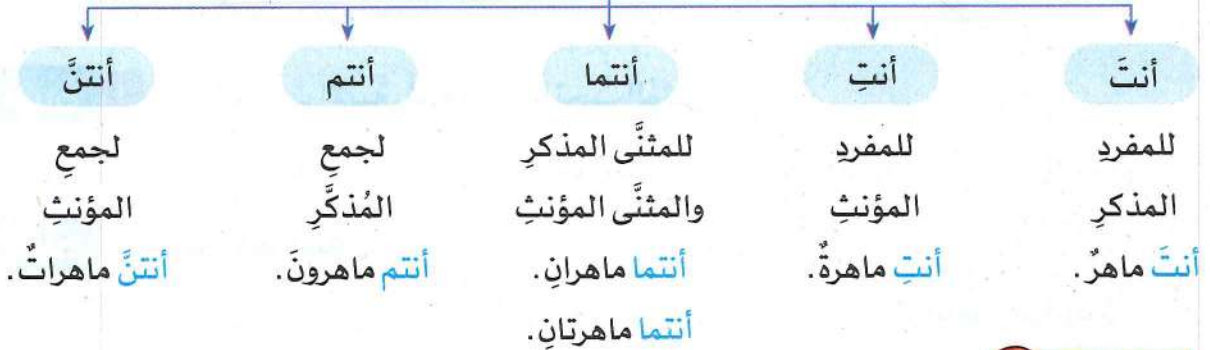 أنتَ
للمفردِ
المذكرِ
أنتَ ماهرٌ.
أنتِ
للمفردِ
المؤنثِ
أنتِ ماهرةٌ.
أنتما
للمثنَّى المذكرِ
والمثنَّى المؤنثِ
أنتما ماهرانِ.
أنتما ماهرتانِ.
أنتم
لجمعِ
المُذكَّرِ
أنتم ماهرونَ.
أنتنَّ
لجمعِ
المؤنثِ
أنتنَّ ماهراتٌ.